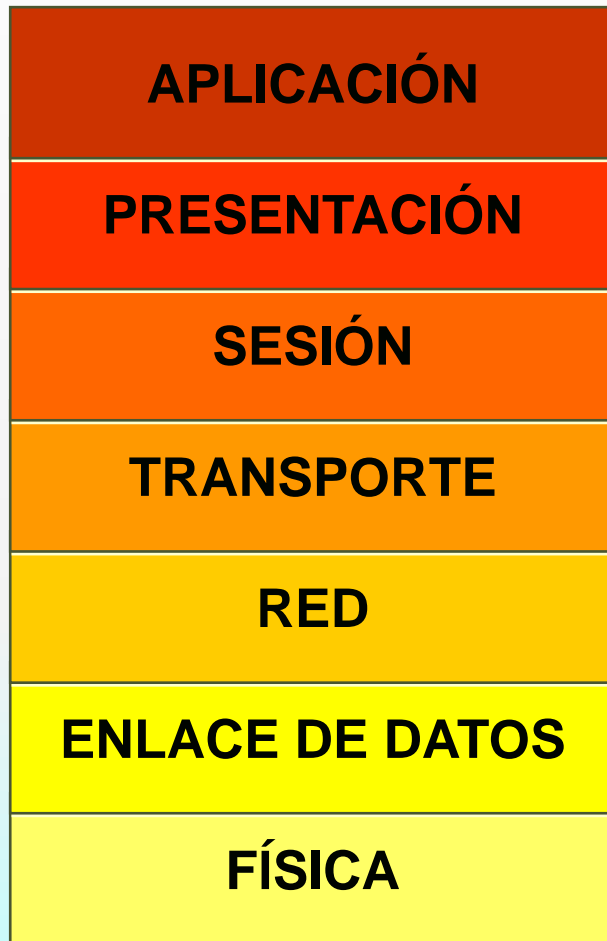 APLICACIÓN
PRESENTACIÓN
SESIÓN
TRANSPORTE
RED
ENLACE DE DATOS
FÍSICA